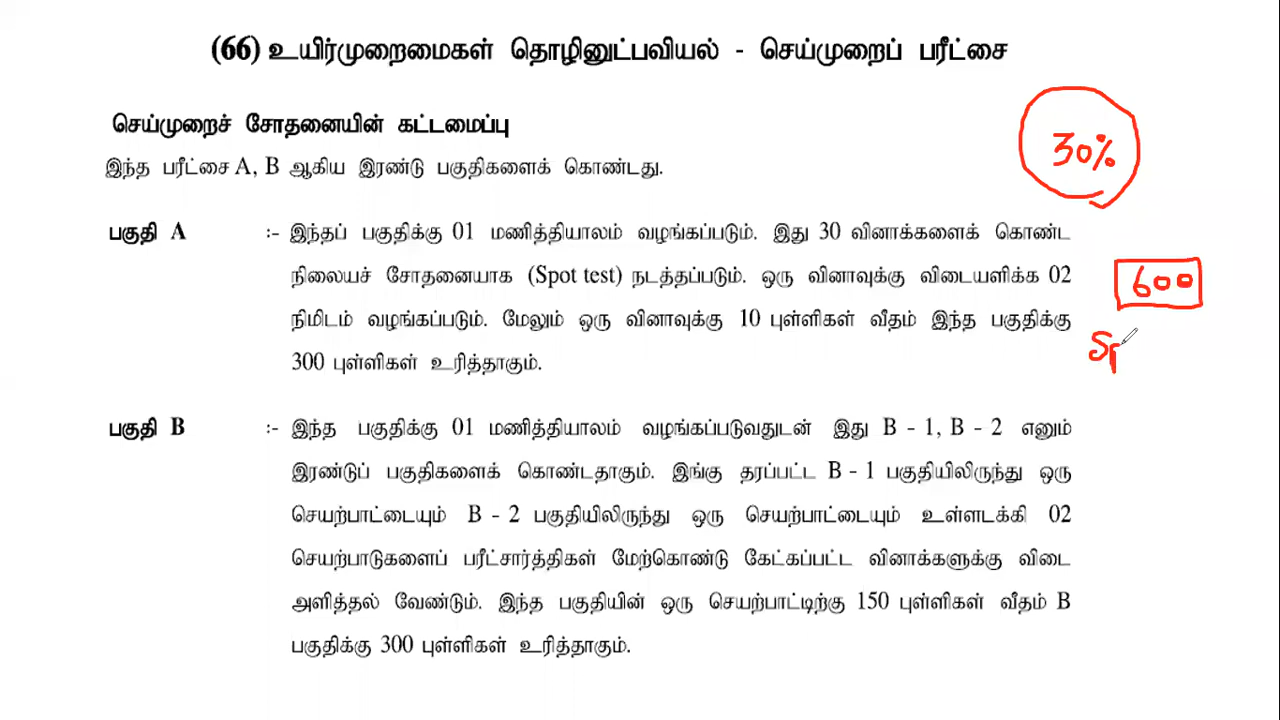 (66) உயிர்முறைமைகள் தொழினுட்பவியல் - செய்முறைப் பரீட்சை
செய்முறைச் சோதனையின் கட்டமைப்பு
30%
இந்த பரீட்சை A, B ஆகிய இரண்டு பகுதிகளைக் கொண்டது.
பகுதி A :- இந்தப் பகுதிக்கு 01 மணித்தியாலம் வழங்கப்படும். இது 30 வினாக்களைக் கொண்ட
நிலையச் சோதனையாக (Spot test) நடத்தப்படும். ஒரு வினாவுக்கு விடையளிக்க 02
600
நிமிடம் வழங்கப்படும். மேலும் ஒரு வினாவுக்கு 10 புள்ளிகள் வீதம் இந்த பகுதிக்கு
Sp
300 புள்ளிகள் உரித்தாகும்.
பகுதி B :- இந்த பகுதிக்கு 01 மணித்தியாலம் வழங்கப்படுவதுடன் இது B - 1, B - 2 எனும்
இரண்டுப் பகுதிகளைக் கொண்டதாகும். இங்கு தரப்பட்ட B - 1 பகுதியிலிருந்து ஒரு
செயற்பாட்டையும் B - 2 பகுதியிலிருந்து ஒரு செயற்பாட்டையும் உள்ளடக்கி 02
செயற்பாடுகளைப் பரீட்சார்த்திகள் மேற்கொண்டு கேட்கப்பட்ட வினாக்களுக்கு விடை
அளித்தல் வேண்டும். இந்த பகுதியின் ஒரு செயற்பாட்டிற்கு 150 புள்ளிகள் வீதம் B
பகுதிக்கு 300 புள்ளிகள் உரித்தாகும்.